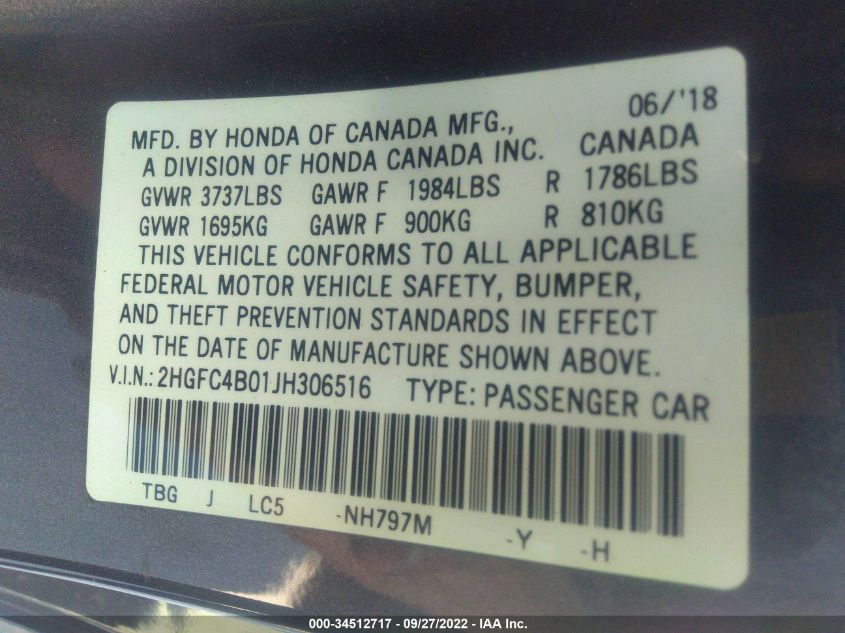 06/'18
MFD. BY HONDA OF CANADA MFG.,
A DIVISION OF HONDA CANADA INC. CANADA
GVWR 3737LBS GAWR F 1984LBS R 1786LBS
GVWR 1695KG GAWR F 900KG R 810KG
THIS VEHICLE CONFORMS TO ALL APPLICABLE
FEDERAL MOTOR VEHICLE SAFETY, BUMPER,
AND THEFT PREVENTION STANDARDS IN EFFECT
ON THE DATE OF MANUFACTURE SHOWN ABOVE.
V.I.N.: 2HGFC4B01JH306516 TYPE: PASSENGER CAR
TBG J LC5 -NH797M -Y -H
000-34512717 - 09/27/2022 - IAA Inc.